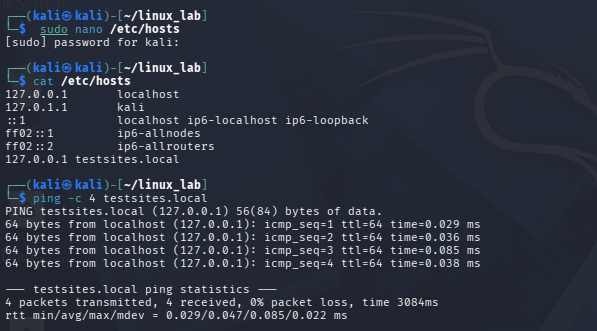 ┌──(kali㉿kali)-[~/linux_lab]
└─$ sudo nano /etc/hosts
[sudo] password for kali:
┌──(kali㉿kali)-[~/linux_lab]
└─$ cat /etc/hosts
127.0.0.1       localhost
127.0.1.1       kali
::1             ip6-localhost ip6-loopback
ff02::1         ip6-allnodes
ff02::2         ip6-allrouters
127.0.0.1 testsites.local
┌──(kali㉿kali)-[~/linux_lab]
└─$ ping -c 4 testsites.local
PING testsites.local (127.0.0.1) 56(84) bytes of data.
64 bytes from localhost (127.0.0.1): icmp_seq=1 ttl=64 time=0.029 ms
64 bytes from localhost (127.0.0.1): icmp_seq=2 ttl=64 time=0.036 ms
64 bytes from localhost (127.0.0.1): icmp_seq=3 ttl=64 time=0.085 ms
64 bytes from localhost (127.0.0.1): icmp_seq=4 ttl=64 time=0.038 ms
--- testsites.local ping statistics ---
4 packets transmitted, 4 received, 0% packet loss, time 3084ms
rtt min/avg/max/mdev = 0.029/0.047/0.085/0.022 ms